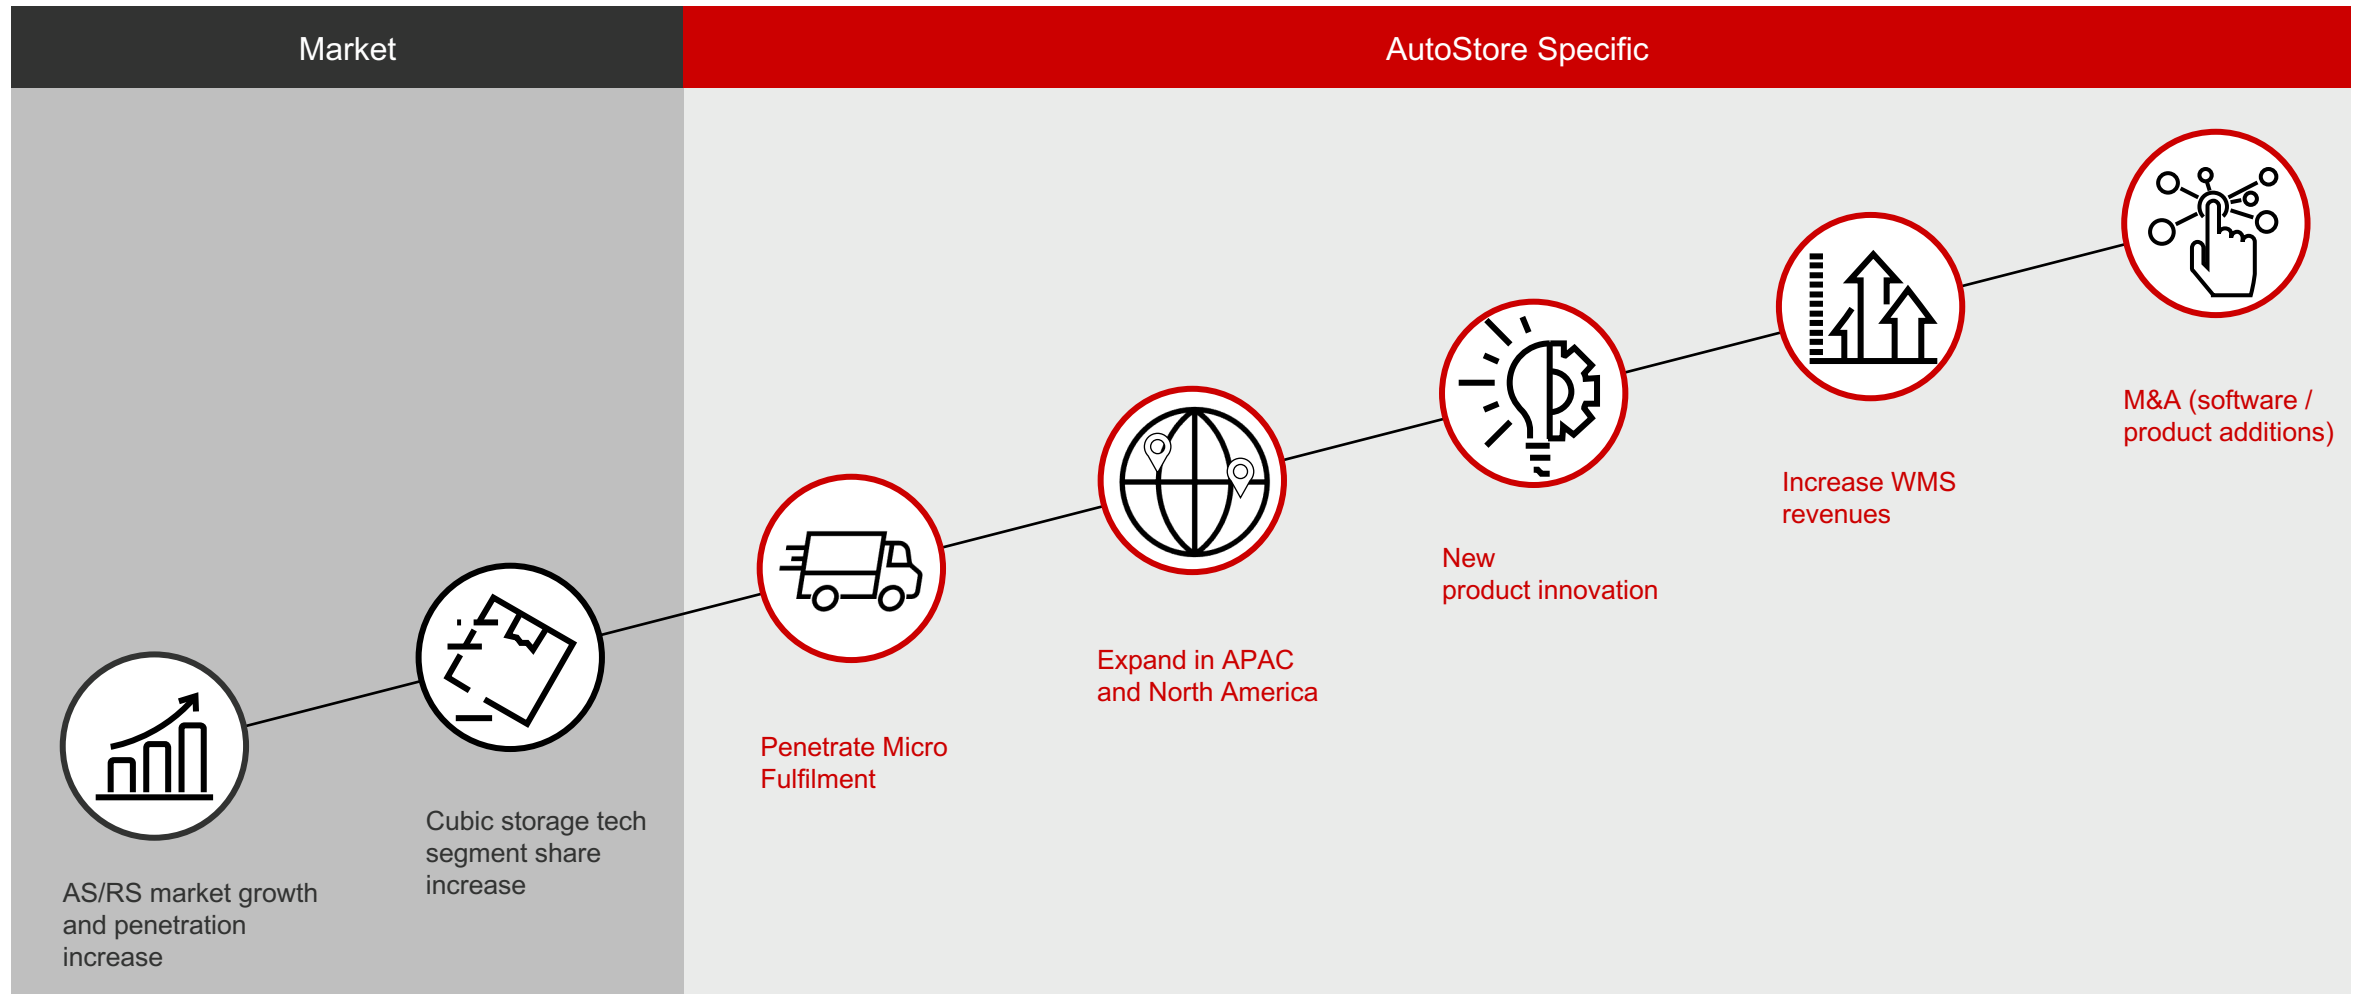 Market
AutoStore Specific
AS/RS market growth
and penetration
increase
Cubic storage tech
segment share
increase
Penetrate Micro
Fulfilment
Expand in APAC
and North America
New
product innovation
Increase WMS
revenues
M&A (software /
product additions)